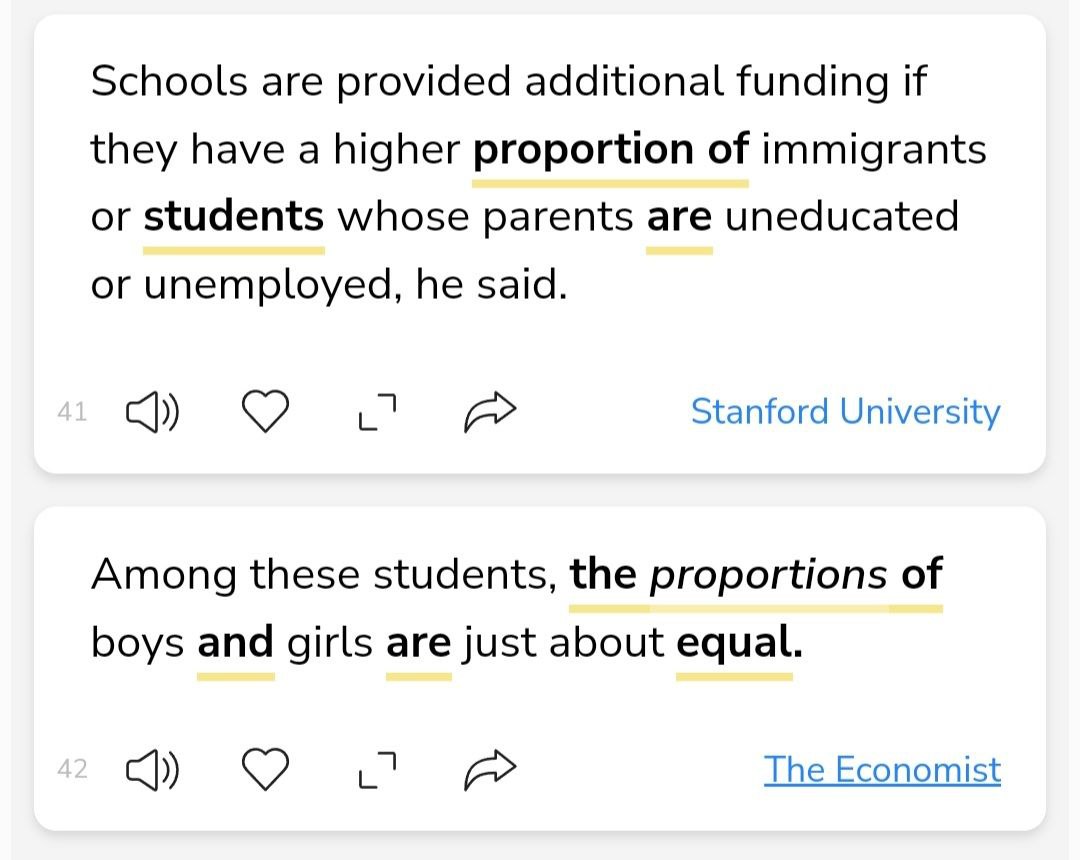 Schools are provided additional funding if
they have a higher proportion of immigrants
or students whose parents are uneducated
or unemployed, he said.
41
Stanford University
Among these students, the proportions of
boys and girls are just about equal.
42
The Economist